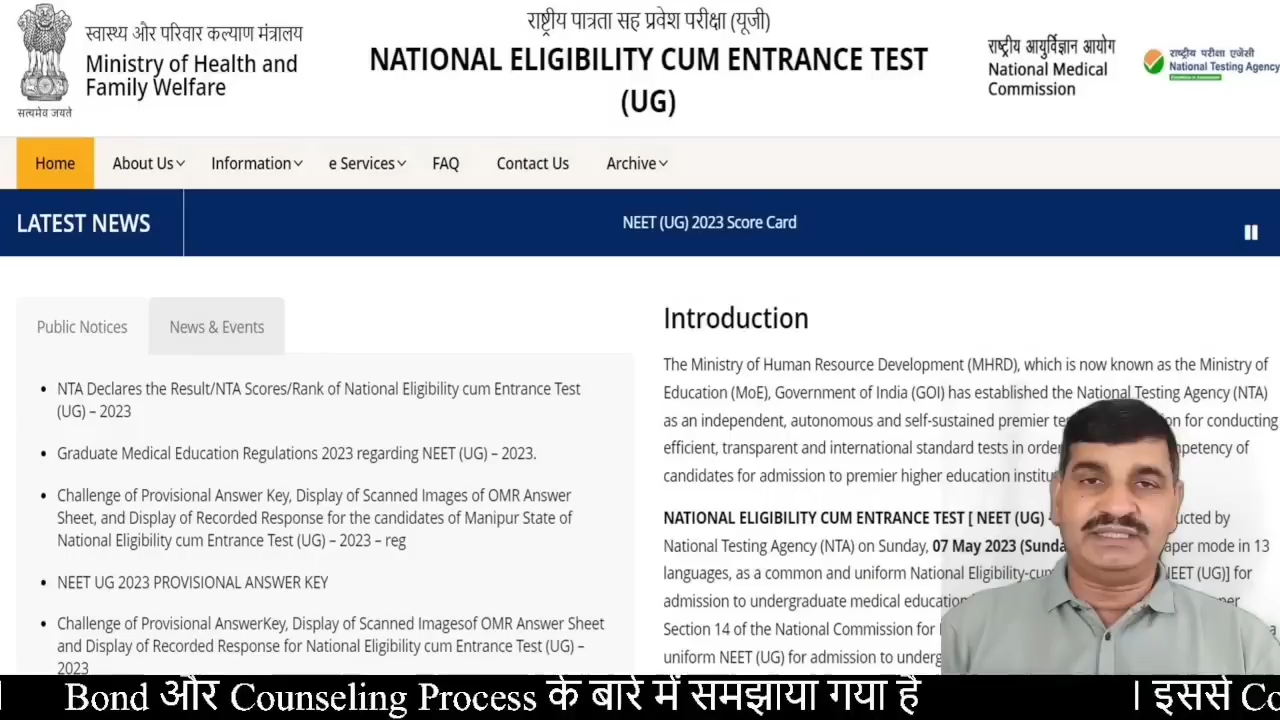 स्वास्थ्य और परिवार कल्याण मंत्रालय
Ministry of Health and
Family Welfare
सत्यमेव जयते
राष्ट्रीय पात्रता सह प्रवेश परीक्षा (यूजी)
NATIONAL ELIGIBILITY CUM ENTRANCE TEST
(UG)
राष्ट्रीय आयुर्विज्ञान आयोग
National Medical
Commission
राष्ट्रीय परीक्षा एजेंसी
National Testing Agency
Home About Us Information e Services FAQ Contact Us Archive
LATEST NEWS
NEET (UG) 2023 Score Card
Public Notices News & Events
• NTA Declares the Result/NTA Scores/Rank of National Eligibility cum Entrance Test
(UG) – 2023
• Graduate Medical Education Regulations 2023 regarding NEET (UG) – 2023.
• Challenge of Provisional Answer Key, Display of Scanned Images of OMR Answer
Sheet, and Display of Recorded Response for the candidates of Manipur State of
National Eligibility cum Entrance Test (UG) – 2023 – reg
• NEET UG 2023 PROVISIONAL ANSWER KEY
• Challenge of Provisional AnswerKey, Display of Scanned Imagesof OMR Answer Sheet
and Display of Recorded Response for National Eligibility cum Entrance Test (UG) –
2023
Introduction
The Ministry of Human Resource Development (MHRD), which is now known as the Ministry of
Education (MoE), Government of India (GOI) has established the National Testing Agency (NTA)
as an independent, autonomous and self-sustained premier for conducting
efficient, transparent and international standard tests in of
candidates for admission to premier higher education
NATIONAL ELIGIBILITY CUM ENTRANCE TEST [ NEET (UG) by
National Testing Agency (NTA) on Sunday, 07 May 2023 mode in 13
languages, as a common and uniform National for
admission to undergraduate medical
Section 14 of the National Commission for a
uniform NEET (UG) for admission to
Bond और Counseling Process के बारे में समझाया गया है । इससे